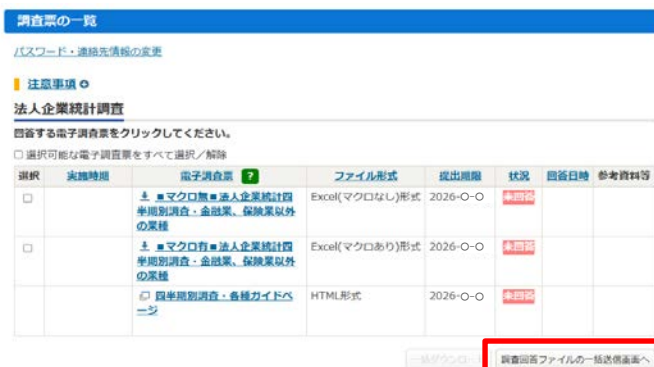 調査票の一覧
パスワード・連絡先情報の変更
注意事項
法人企業統計調査
回答する電子調査票をクリックしてください。
選択可能な電子調査票をすべて選択／解除
選択 実施時期 電子調査票 ? ファイル形式 提出期限 状況 回答日時 参考資料等
■マクロ無■法人企業統計四 Excel(マクロなし)形式 2026-○-○ 未回答
半期別調査・金融業、保険業以外
の業種
■マクロ有■法人企業統計四 Excel(マクロあり)形式 2026-○-○ 未回答
半期別調査・金融業、保険業以外
の業種
四半期別調査・各種ガイドペ HTML形式 2026-○-○ 未回答
ージ
一括ダウンロード 調査回答ファイルの一括送信画面へ